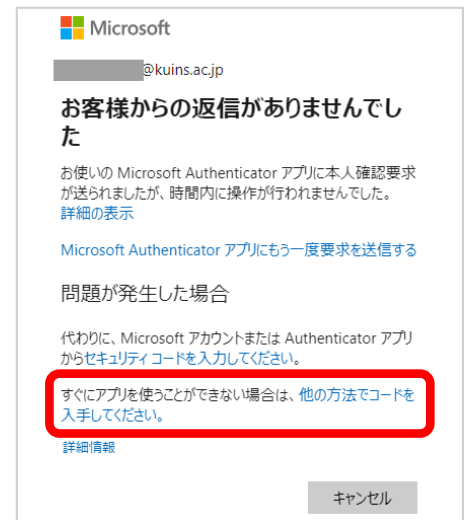 Microsoft
@kuins.ac.jp
お客様からの返信がありませんでし
た
お使いの Microsoft Authenticator アプリに本人確認要求
が送られましたが、時間内に操作が行われませんでした。
詳細の表示
Microsoft Authenticator アプリにもう一度要求を送信する
問題が発生した場合
代わりに、Microsoft アカウントまたは Authenticator アプリ
からセキュリティ コードを入力してください。
すぐにアプリを使うことができない場合は、他の方法でコードを
入手してください。
詳細情報
キャンセル